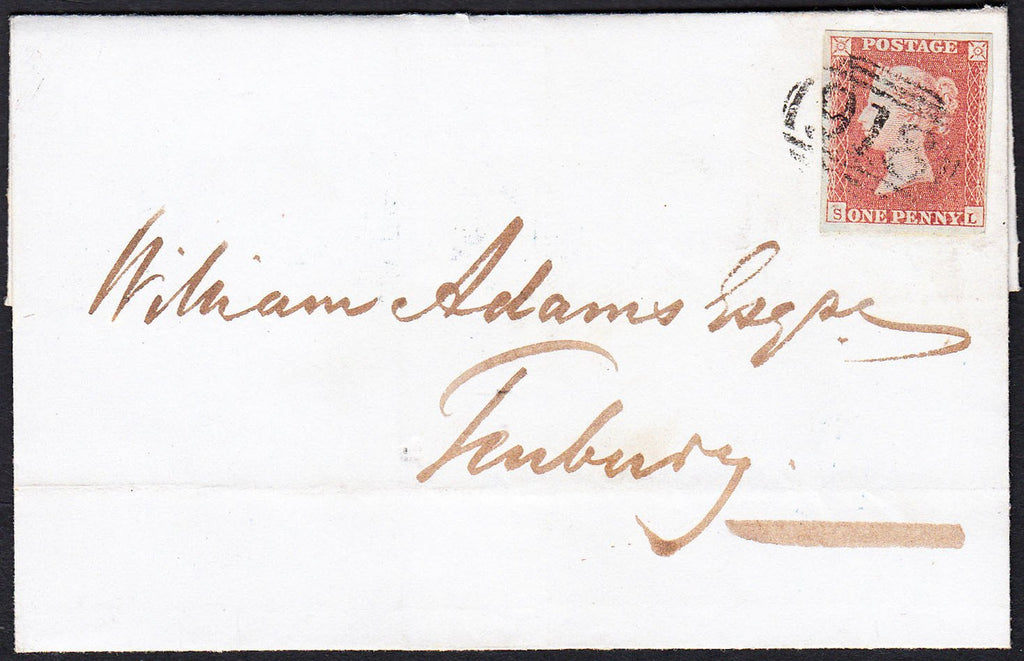 POSTAGE
S ONE PENNY L
William Adams Esqre
Tenbury